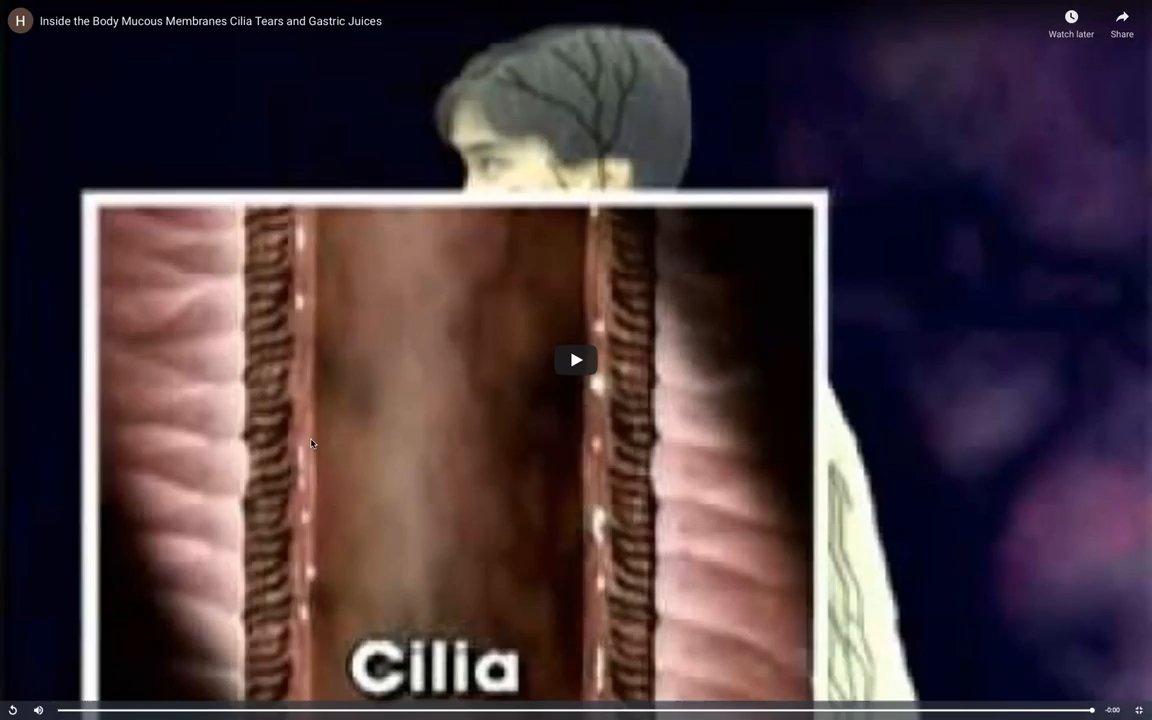 H
Inside the Body Mucous Membranes Cilia Tears and Gastric Juices
Watch later
Share
Cilia
-0:00